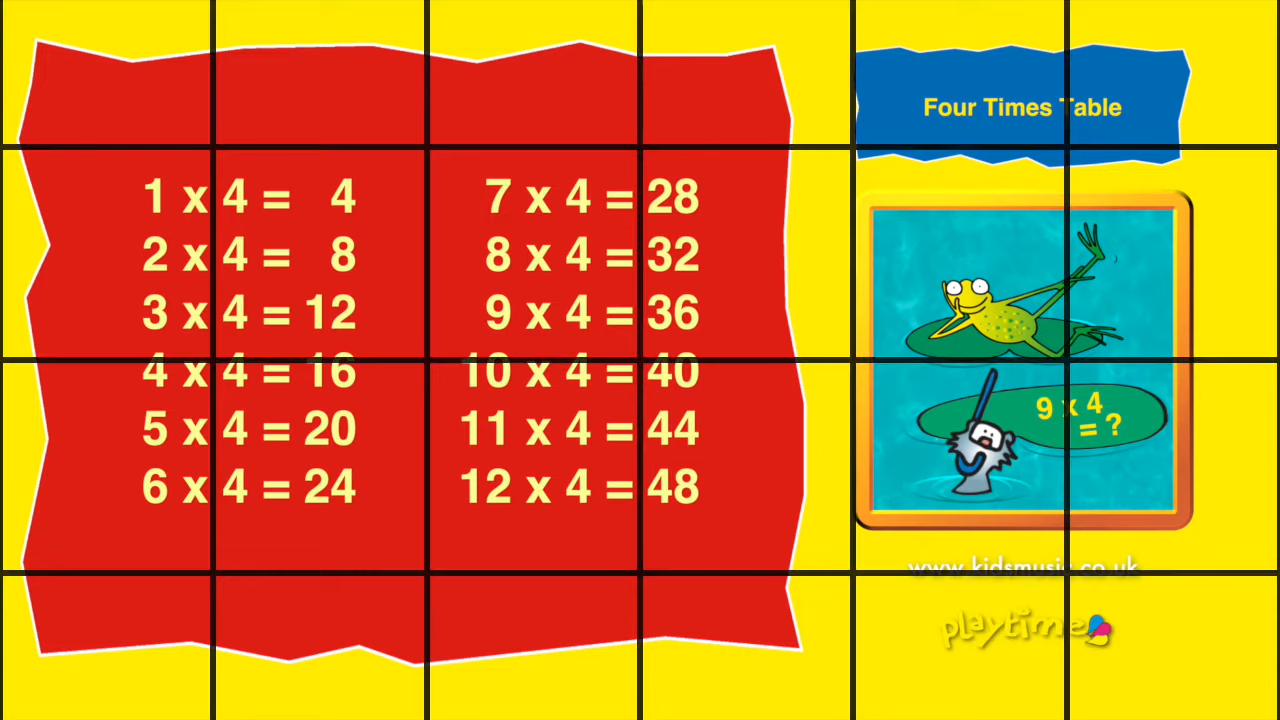 Four Times Table
1 x 4 = 4
2 x 4 = 8
3 x 4 = 12
4 x 4 = 16
5 x 4 = 20
6 x 4 = 24
7 x 4 = 28
8 x 4 = 32
9 x 4 = 36
10 x 4 = 40
11 x 4 = 44
12 x 4 = 48
9 x 4
= ?
www.kidsmusic.co.uk
playtime